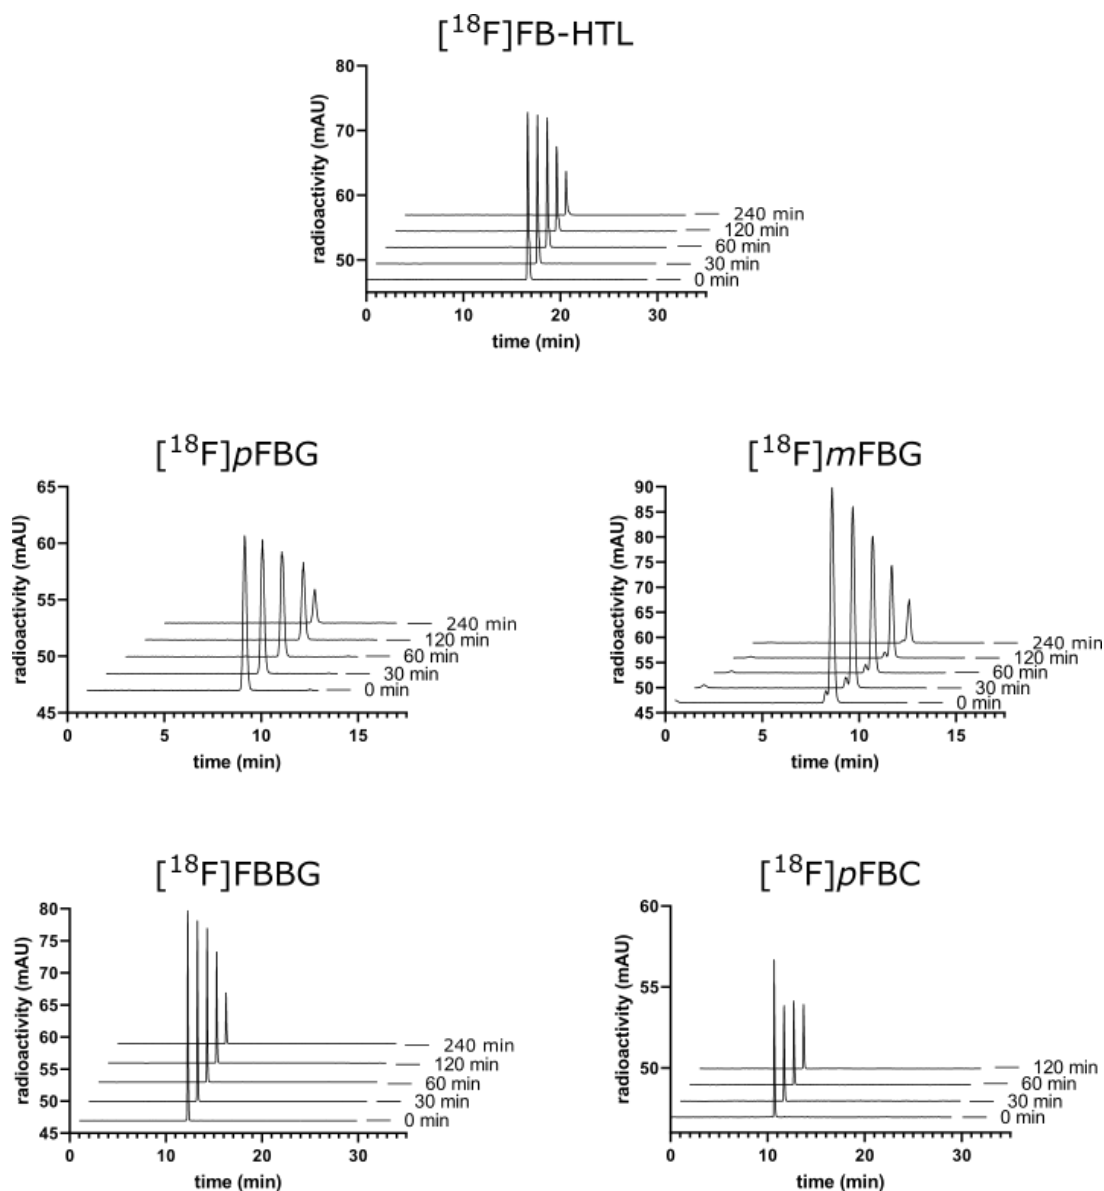 [¹⁸F]FB-HTL
radioactivity (mAU)
80
70
60
50
240 min
120 min
60 min
30 min
0 min
0 10 20 30
time (min)
[¹⁸F]pFBG
radioactivity (mAU)
65
60
55
50
45
240 min
120 min
60 min
30 min
0 min
0 5 10 15
time (min)
[¹⁸F]mFBG
radioactivity (mAU)
90
85
80
75
70
65
60
55
50
45
240 min
120 min
60 min
30 min
0 min
0 5 10 15
time (min)
[¹⁸F]FBBG
radioactivity (mAU)
80
75
70
65
60
55
50
45
240 min
120 min
60 min
30 min
0 min
0 10 20 30
time (min)
[¹⁸F]pFBC
radioactivity (mAU)
60
55
50
120 min
60 min
30 min
0 min
0 10 20 30
time (min)